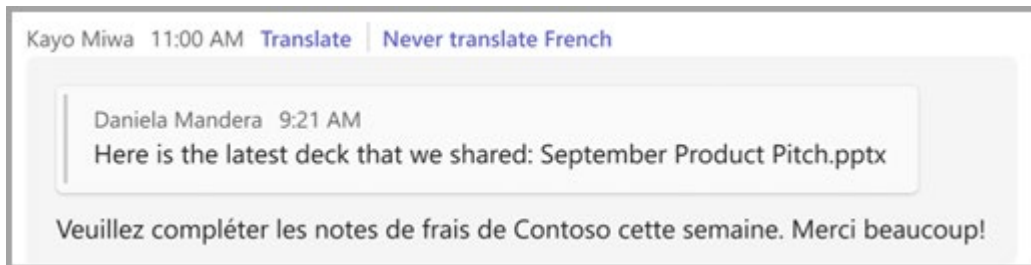 Kayo Miwa 11:00 AM Translate | Never translate French
Daniela Mandera 9:21 AM
Here is the latest deck that we shared: September Product Pitch.pptx
Veuillez compléter les notes de frais de Contoso cette semaine. Merci beaucoup!